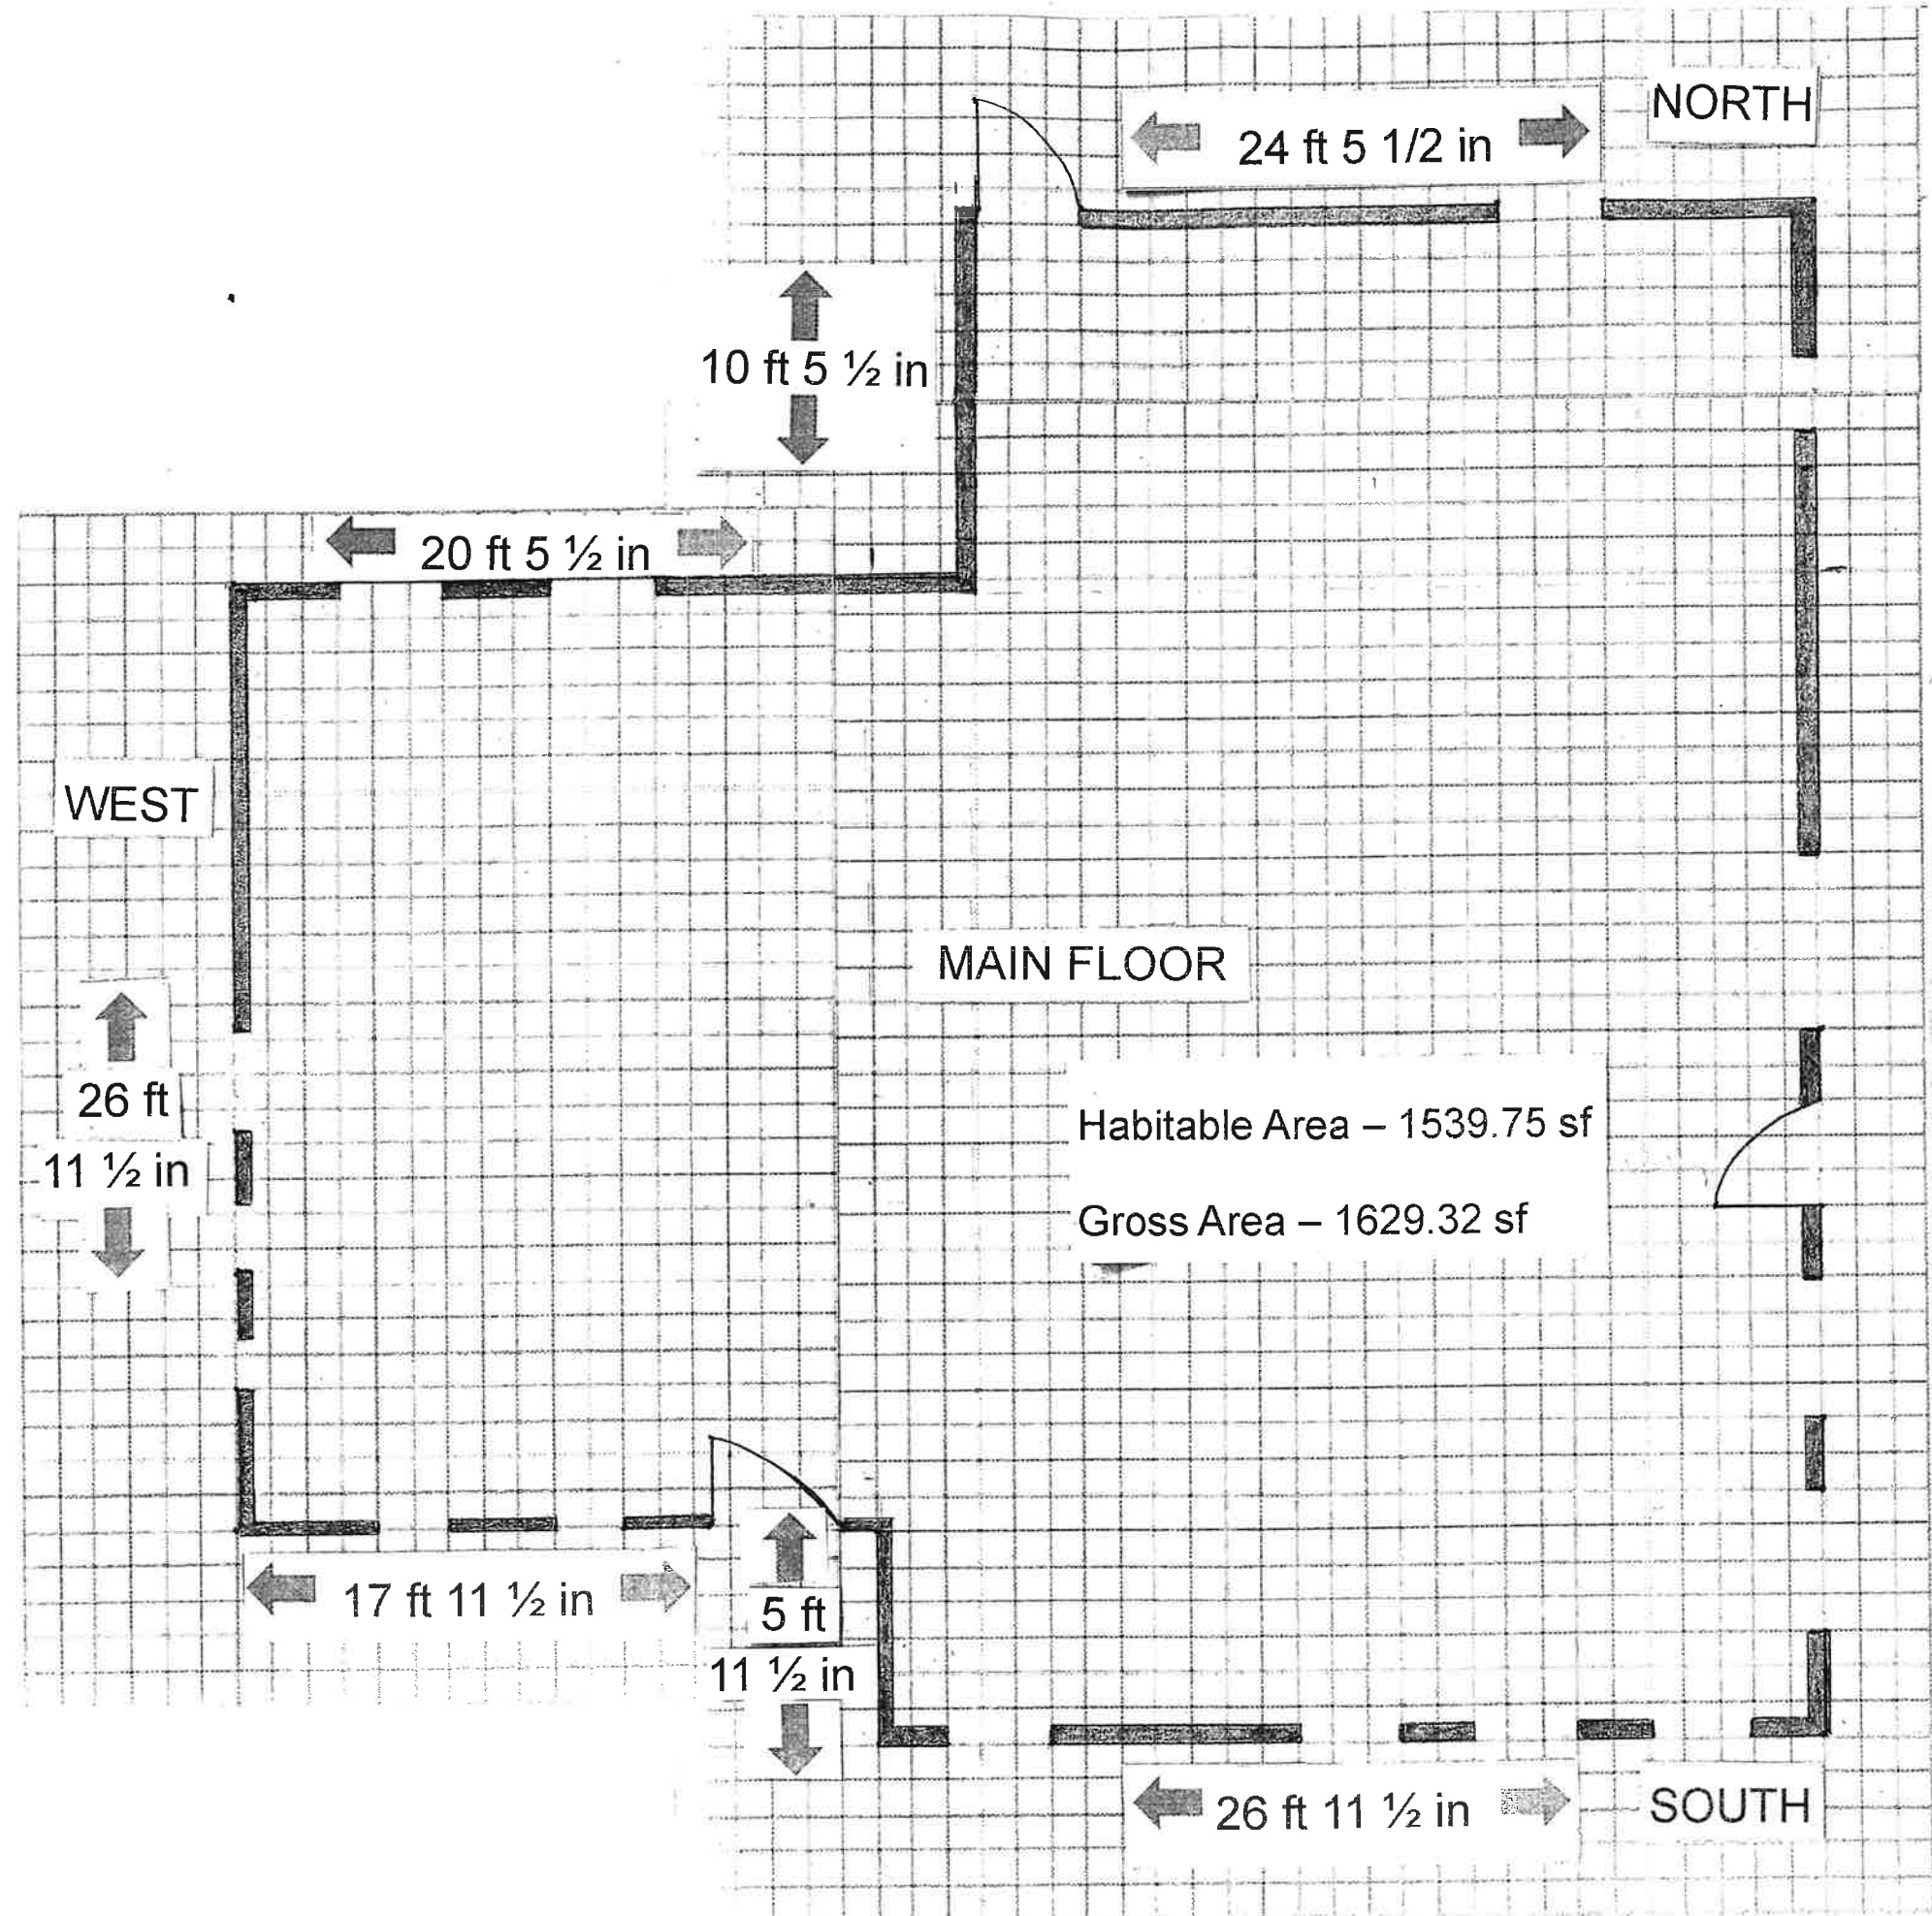 NORTH
24 ft 5 1/2 in
10 ft 5 ½ in
20 ft 5 ½ in
WEST
MAIN FLOOR
26 ft
11 ½ in
Habitable Area – 1539.75 sf
Gross Area – 1629.32 sf
17 ft 11 ½ in
5 ft
11 ½ in
26 ft 11 ½ in
SOUTH